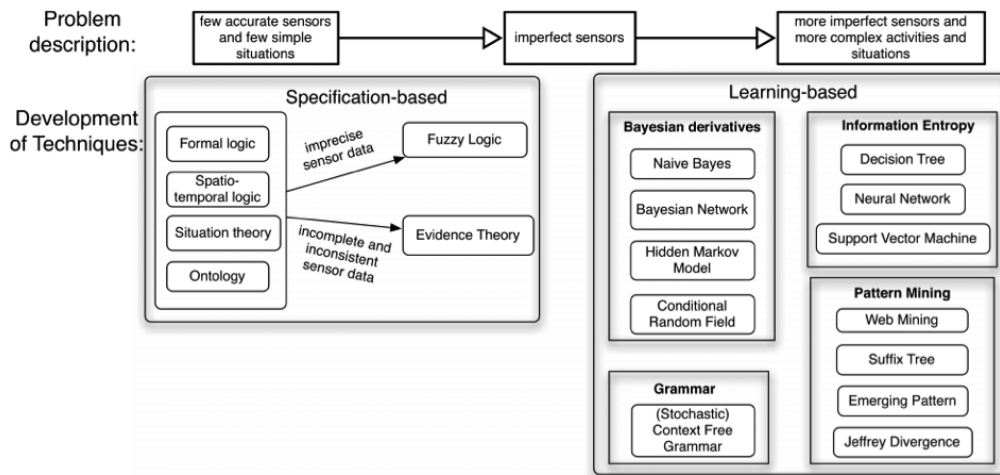 Problem
description:
few accurate sensors
and few simple
situations
imperfect sensors
more imperfect sensors and
more complex activities and
situations
Development
of Techniques:
Specification-based
Formal logic
Spatio-
temporal logic
Situation theory
Ontology
imprecise
sensor data
incomplete and
inconsistent
sensor data
Fuzzy Logic
Evidence Theory
Learning-based
Bayesian derivatives
Naive Bayes
Bayesian Network
Hidden Markov
Model
Conditional
Random Field
Grammar
(Stochastic)
Context Free
Grammar
Information Entropy
Decision Tree
Neural Network
Support Vector Machine
Pattern Mining
Web Mining
Suffix Tree
Emerging Pattern
Jeffrey Divergence